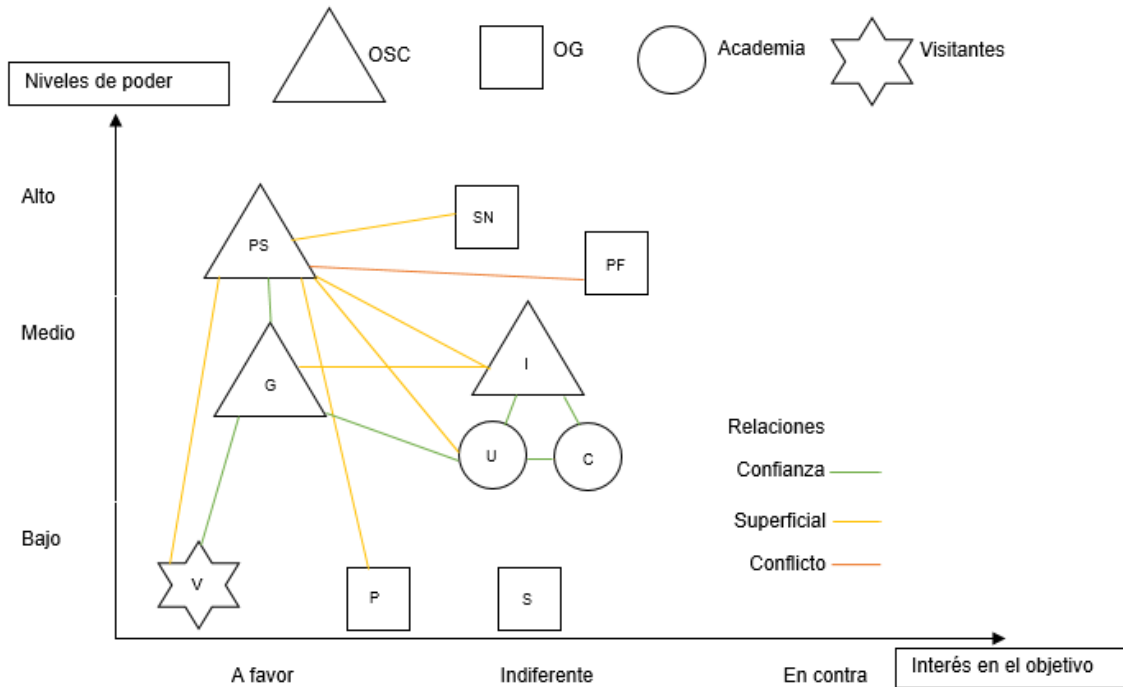 OSC
OG
Academia
Visitantes
Niveles de poder
Alto
SN
PS
PF
Medio
I
G
Relaciones
U
C
Confianza
Superficial
Bajo
Conflicto
V
P
S
A favor
Indiferente
En contra
Interés en el objetivo